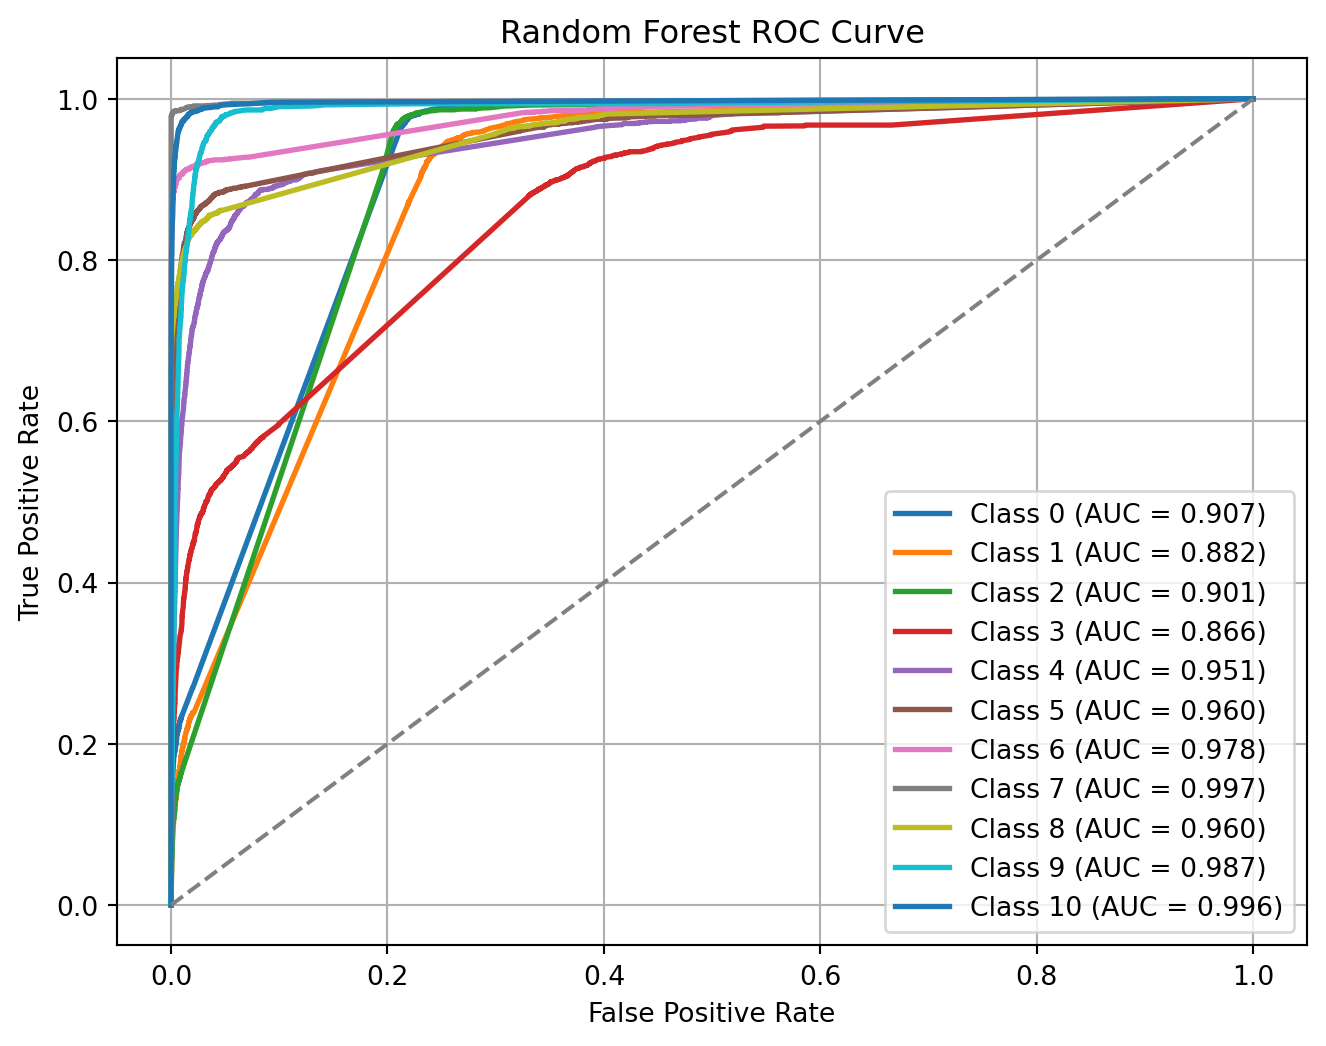 Random Forest ROC Curve
1.0
0.8
0.6
0.4
0.2
0.0
True Positive Rate
Class 0 (AUC = 0.907)
Class 1 (AUC = 0.882)
Class 2 (AUC = 0.901)
Class 3 (AUC = 0.866)
Class 4 (AUC = 0.951)
Class 5 (AUC = 0.960)
Class 6 (AUC = 0.978)
Class 7 (AUC = 0.997)
Class 8 (AUC = 0.960)
Class 9 (AUC = 0.987)
Class 10 (AUC = 0.996)
0.0 0.2 0.4 0.6 0.8 1.0
False Positive Rate